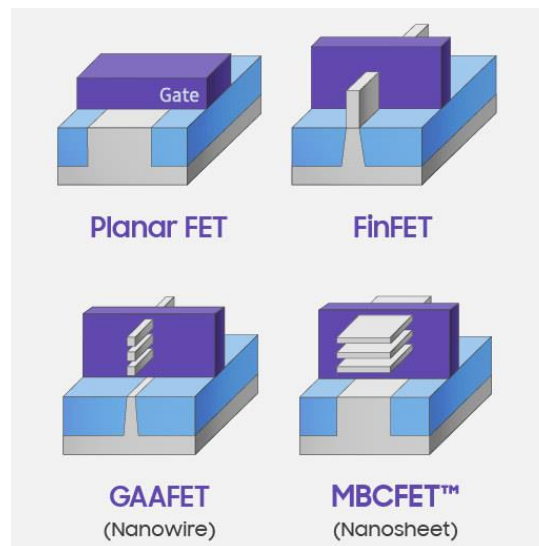 Gate
Planar FET
FinFET
GAAFET
(Nanowire)
MBCFET™
(Nanosheet)